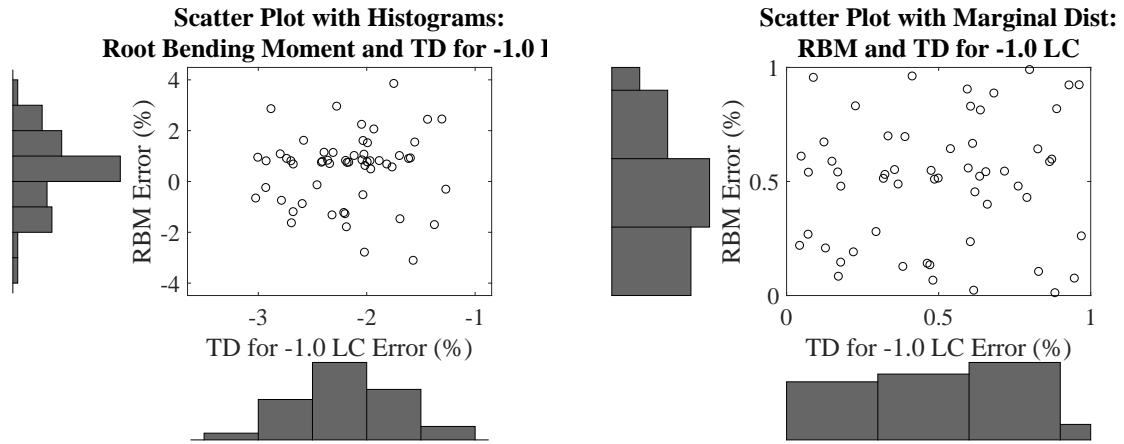 Scatter Plot with Histograms:
Root Bending Moment and TD for -1.0
4
2
0
-2
-4
RBM Error (%)
-3
-2
-1
TD for -1.0 LC Error (%)
Scatter Plot with Marginal Dist:
RBM and TD for -1.0 LC
1
0.5
0
RBM Error (%)
0
0.5
1
TD for -1.0 LC Error (%)